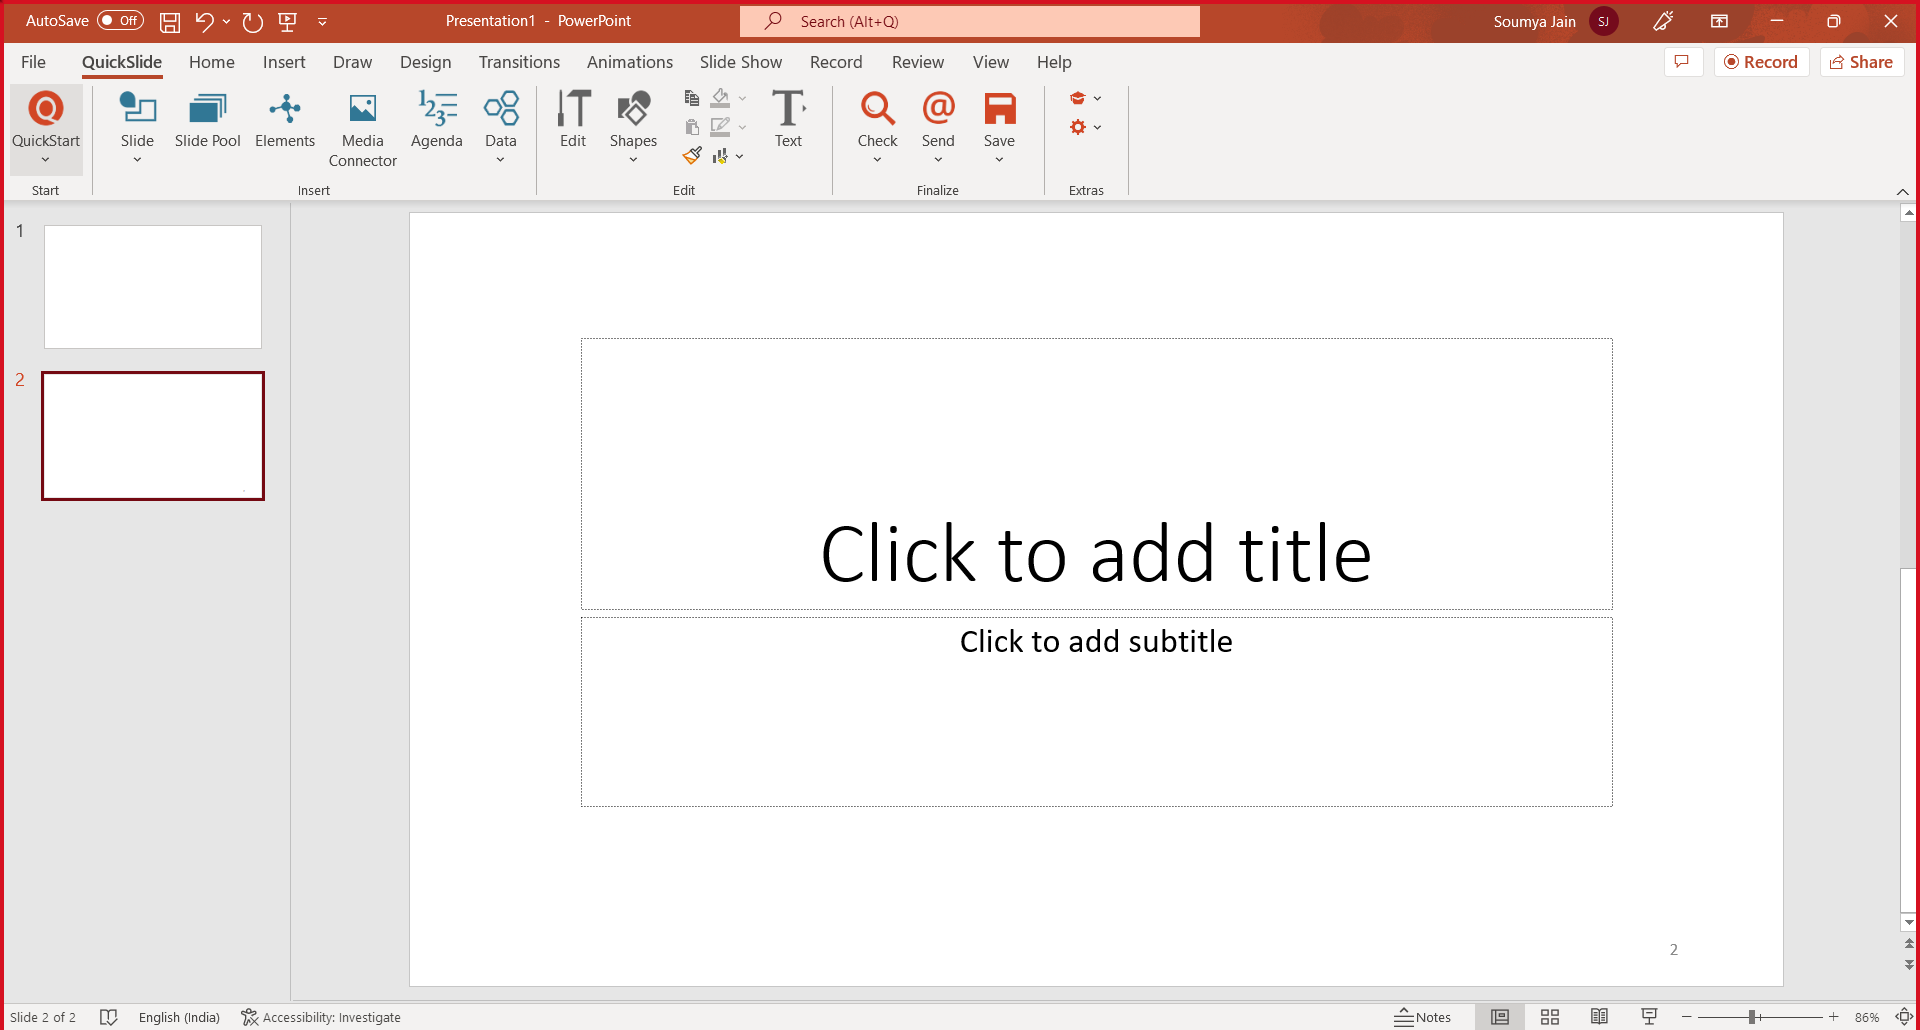 AutoSave Off Presentation1 - PowerPoint Search (Alt+Q) Soumya Jain SJ
File QuickSlide Home Insert Draw Design Transitions Animations Slide Show Record Review View Help Record Share
QuickStart Slide Slide Pool Elements Media Connector Agenda Data Edit Shapes Text Check Send Save
Start Insert Edit Finalize Extras
1
2
Click to add title
Click to add subtitle
2
Slide 2 of 2 English (India) Accessibility: Investigate Notes 86%